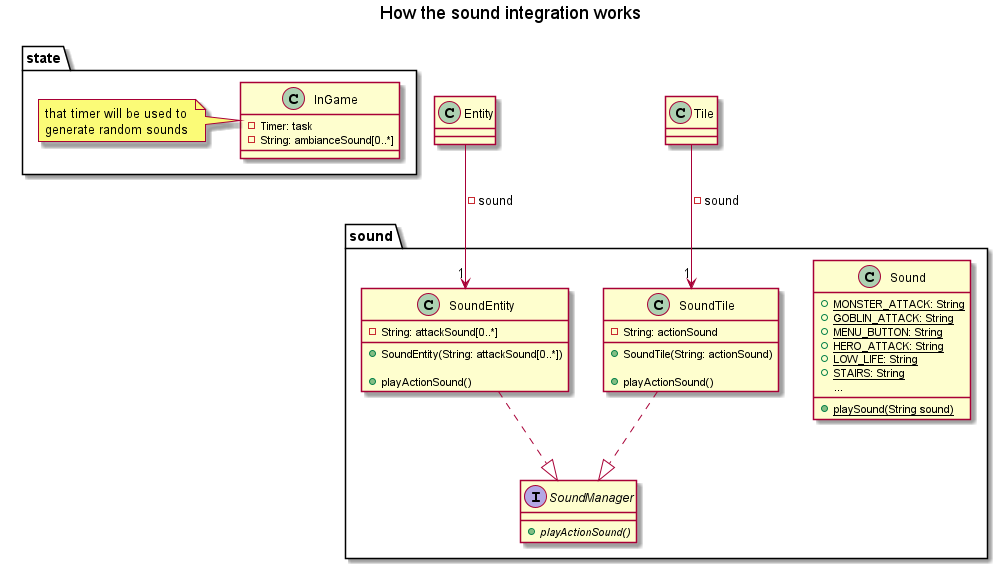 How the sound integration works
state
that timer will be used to
generate random sounds
C InGame
Timer: task
String: ambianceSound[0..*]
C Entity
C Tile
sound
sound
sound
1
1
C SoundEntity
String: attackSound[0..*]
SoundEntity(String: attackSound[0..*])
playActionSound()
C SoundTile
String: actionSound
SoundTile(String: actionSound)
playActionSound()
C Sound
MONSTER_ATTACK: String
GOBLIN_ATTACK: String
MENU_BUTTON: String
HERO_ATTACK: String
LOW_LIFE: String
STAIRS: String
...
playSound(String sound)
I SoundManager
playActionSound()